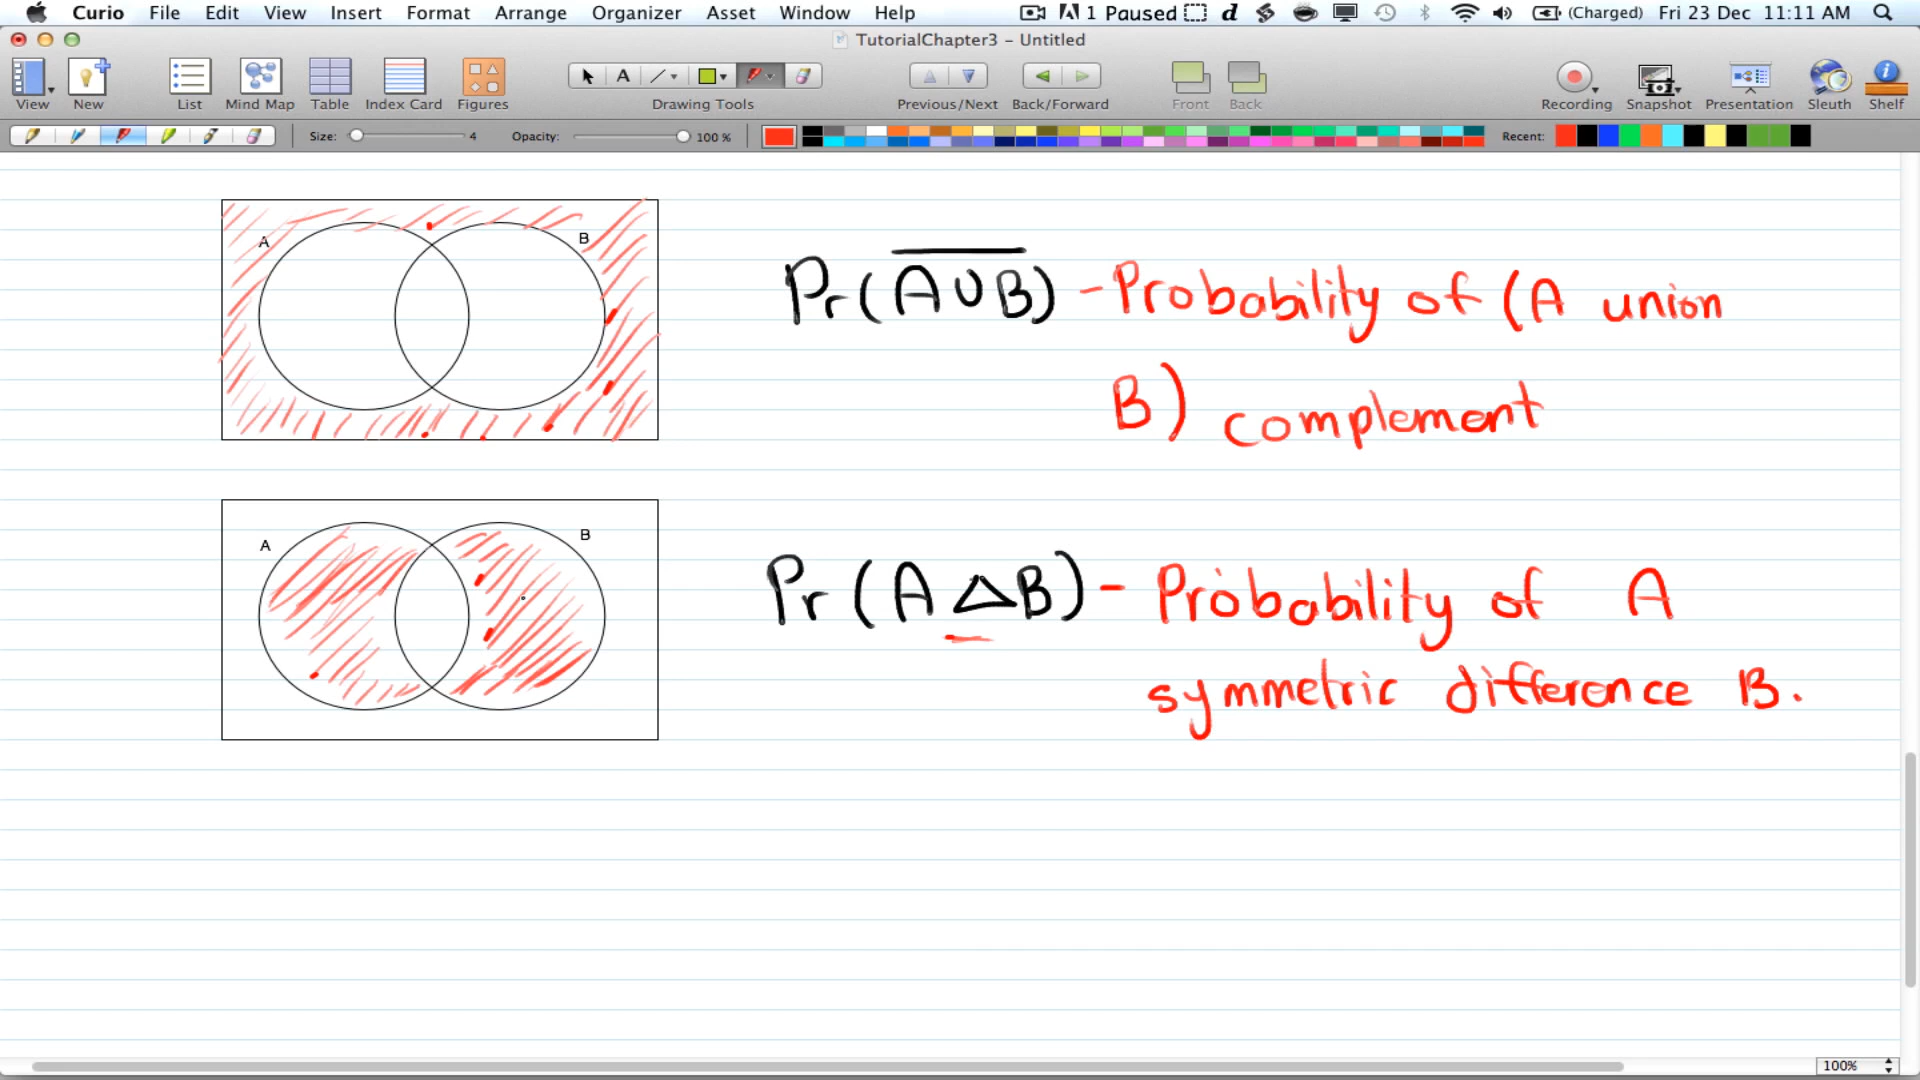 Curio File Edit View Insert Format Arrange Organizer Asset Window Help 1 Paused d (Charged) Fri 23 Dec 11:11 AM
TutorialChapter3 – Untitled
A
View New List Mind Map Table Index Card Figures Drawing Tools Previous/Next Back/Forward Front Back Recording Snapshot Presentation Sleuth Shelf
Size: 4 Opacity: 100 % Recent:
A B
Pr(A∪B) - Probability of (A union
B) complement
A B
Pr(A △ B) - Probability of A
symmetric difference B.
100%